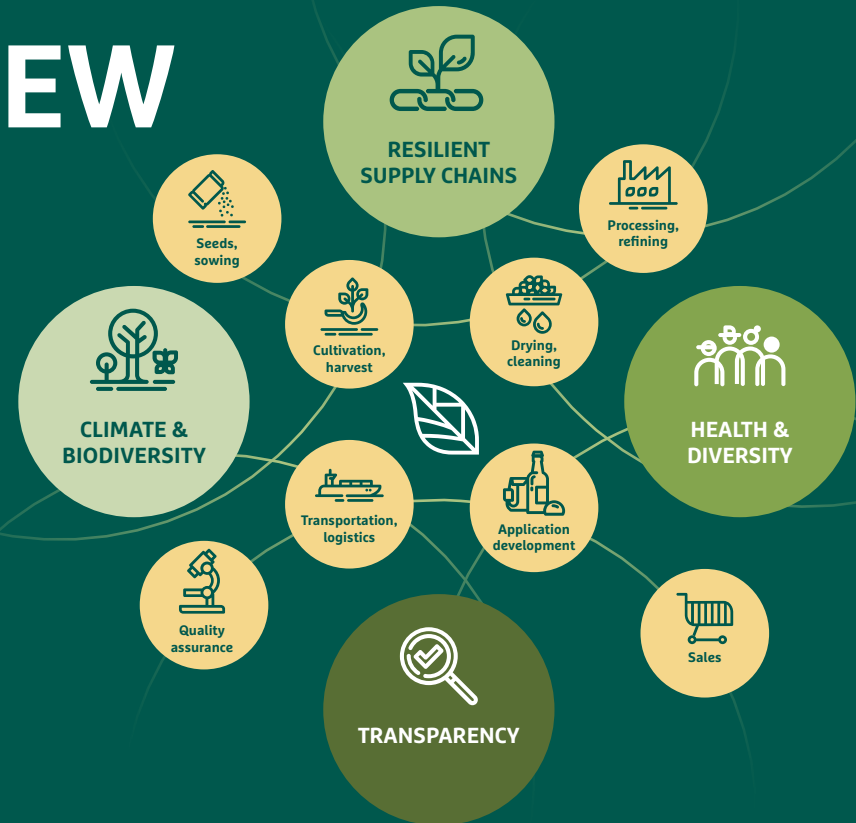 EW
RESILIENT
SUPPLY CHAINS
Seeds,
sowing
Processing,
refining
Cultivation,
harvest
Drying,
cleaning
CLIMATE &
BIODIVERSITY
HEALTH &
DIVERSITY
Transportation,
logistics
Application
development
Quality
assurance
Sales
TRANSPARENCY